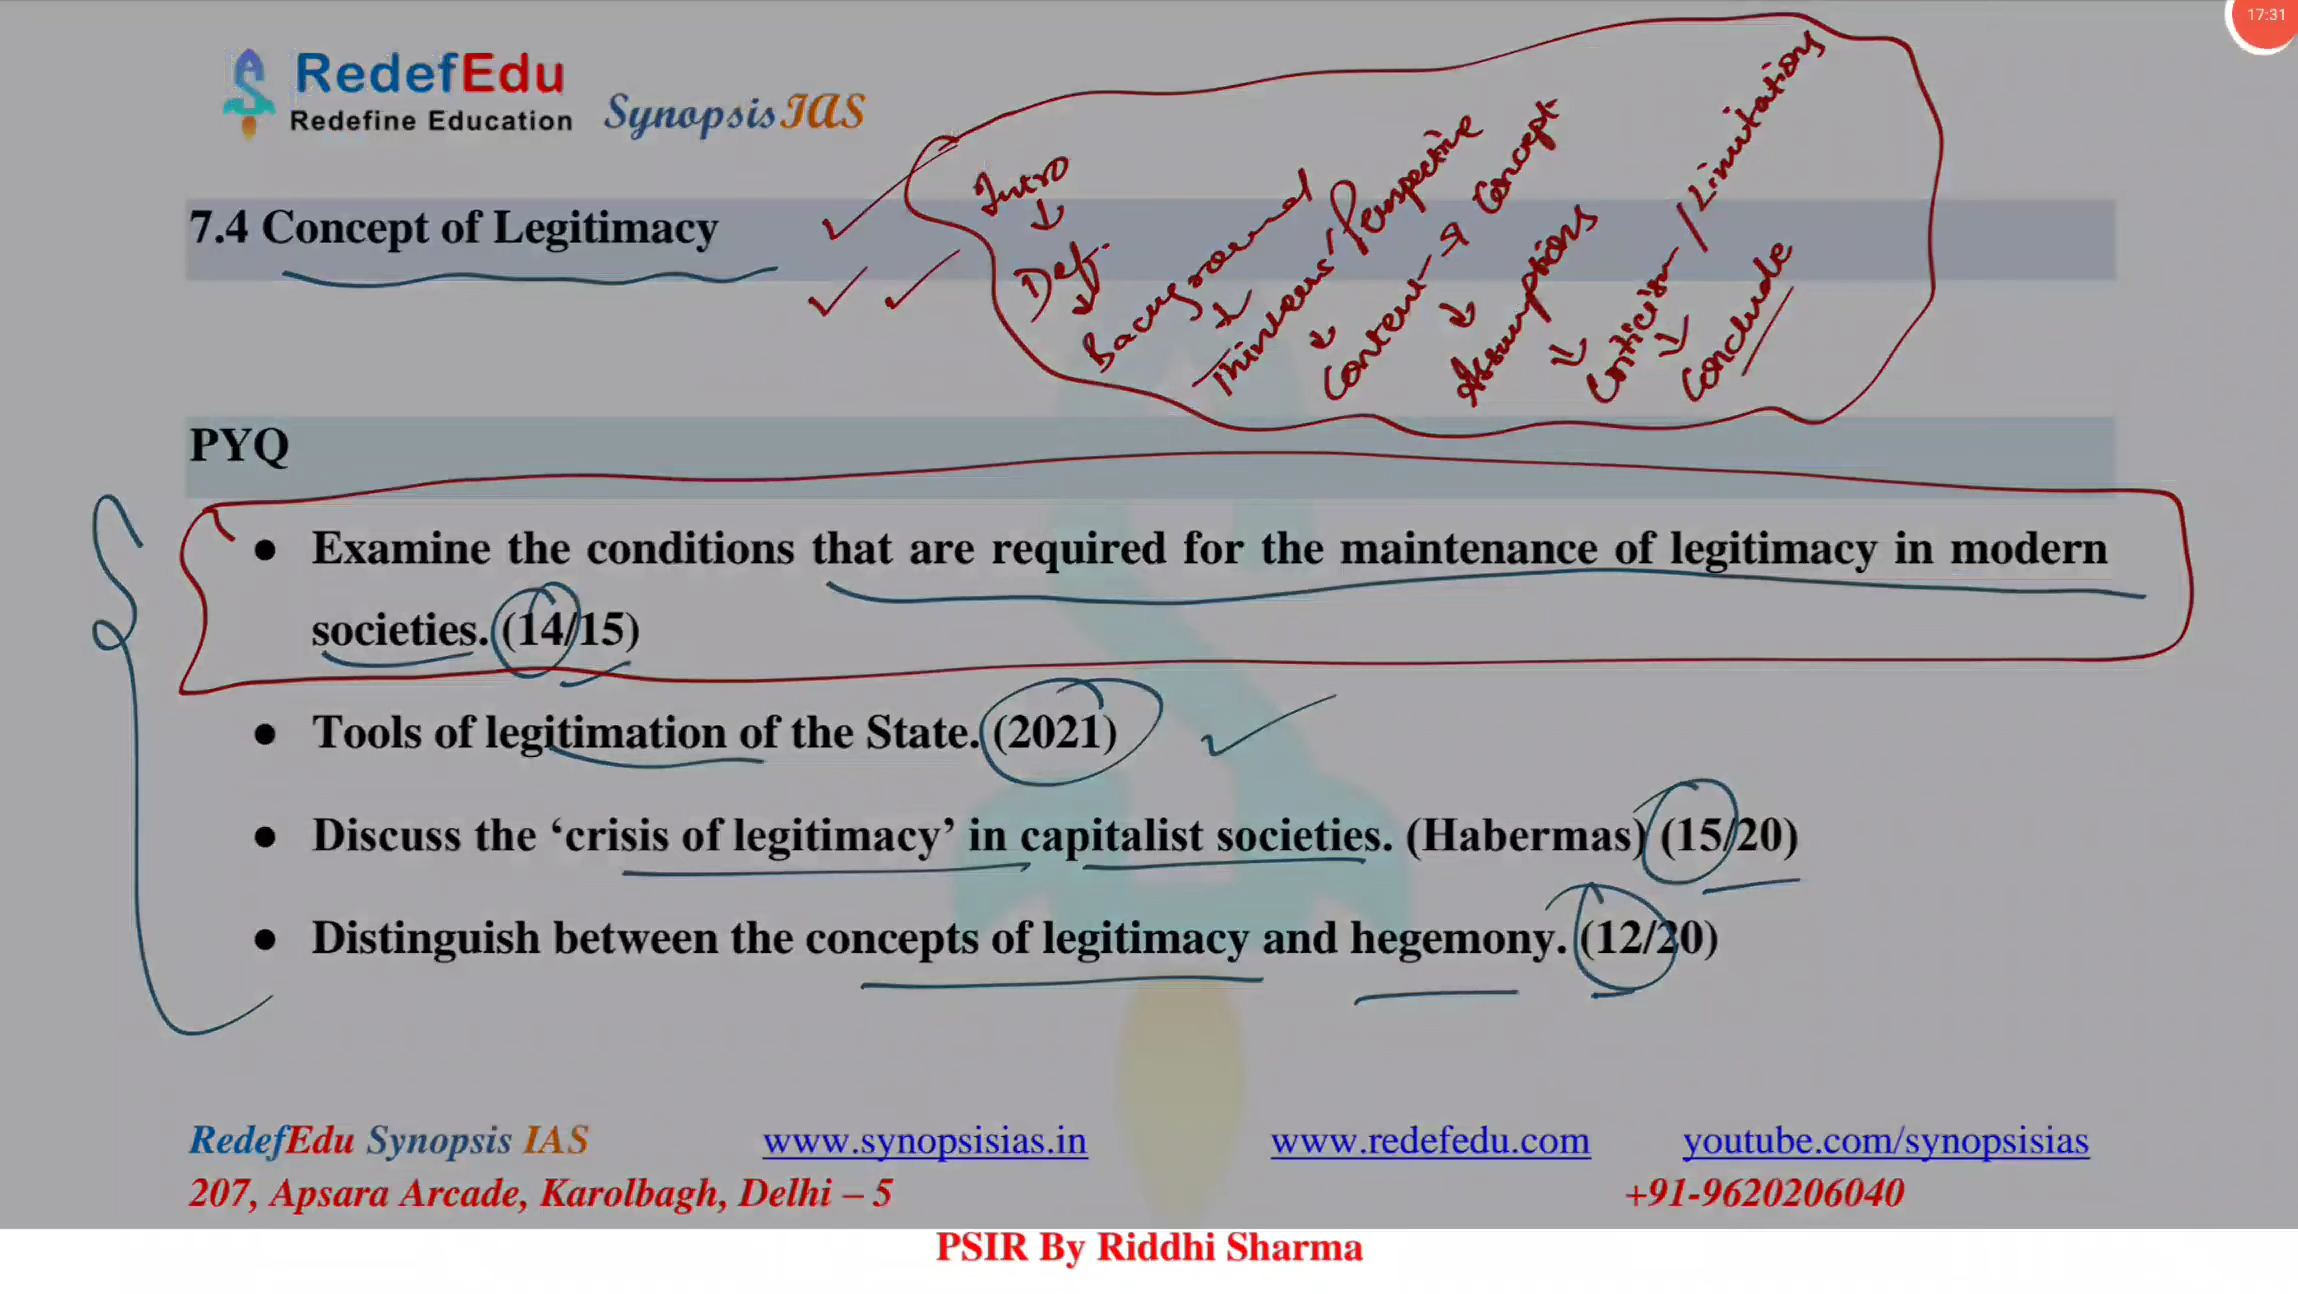 17:31
RedefEdu
Redefine Education
Synopsis IAS
Intro
Def.
Background
Thinkers' Perspective
Content → Concept
Assumptions
Criticism / Limitations
Conclude
7.4 Concept of Legitimacy
PYQ
● Examine the conditions that are required for the maintenance of legitimacy in modern
societies. (14/15)
● Tools of legitimation of the State. (2021)
● Discuss the ‘crisis of legitimacy’ in capitalist societies. (Habermas) (15/20)
● Distinguish between the concepts of legitimacy and hegemony. (12/20)
RedefEdu Synopsis IAS www.synopsisias.in www.redefedu.com youtube.com/synopsisias
207, Apsara Arcade, Karolbagh, Delhi – 5 +91-9620206040
PSIR By Riddhi Sharma